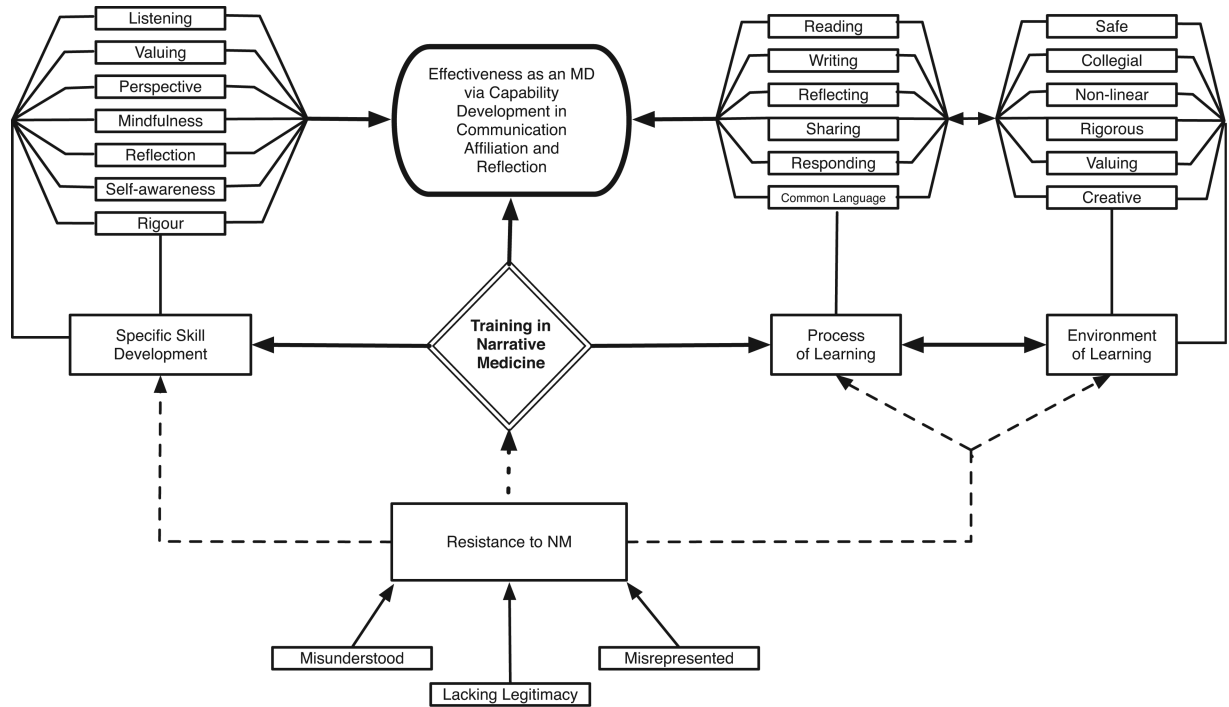 Listening
Valuing
Perspective
Mindfulness
Reflection
Self-awareness
Rigour
Effectiveness as an MD
via Capability
Development in
Communication
Affiliation and
Reflection
Reading
Writing
Reflecting
Sharing
Responding
Common Language
Safe
Collegial
Non-linear
Rigorous
Valuing
Creative
Specific Skill
Development
Training in
Narrative
Medicine
Process
of Learning
Environment
of Learning
Resistance to NM
Misunderstood
Lacking Legitimacy
Misrepresented